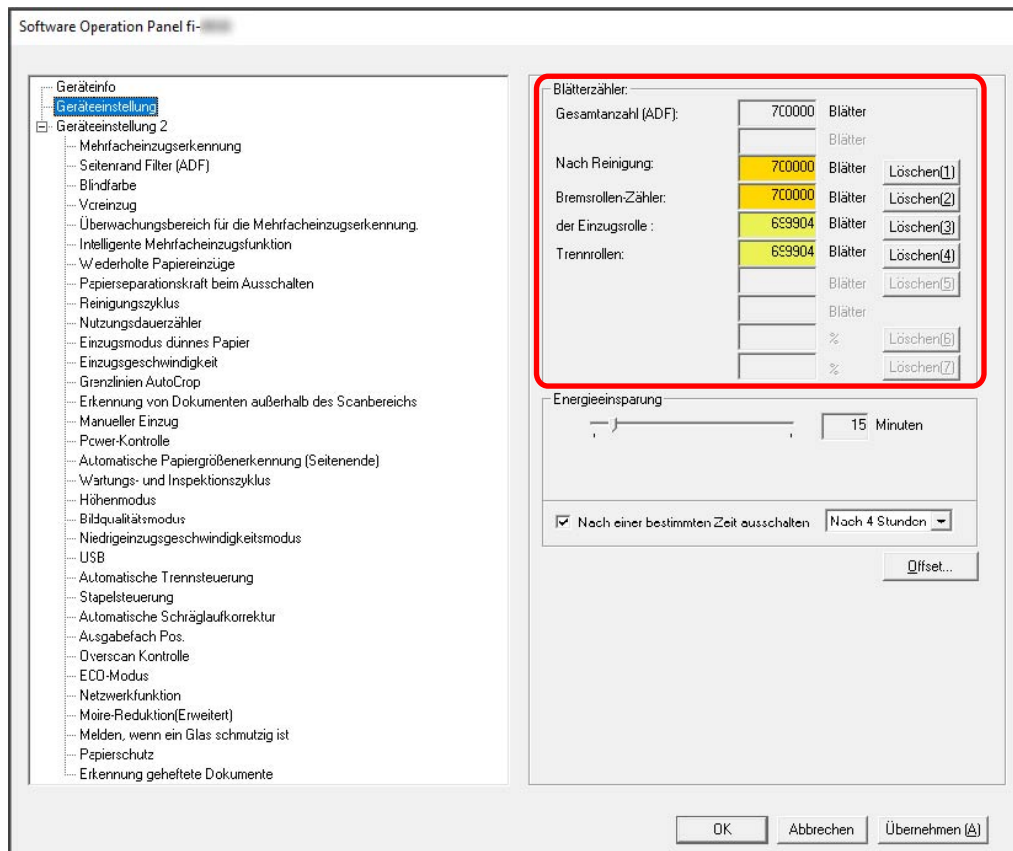 Software Operation Panel fi-
Geräteinfo
Geräteeinstellung
Geräteeinstellung 2
Mehrfacheinzugserkennung
Seitenrand Filter (ADF)
Blindfarbe
Voreinzug
Überwachungsbereich für die Mehrfacheinzugserkennung.
Intelligente Mehrfacheinzugsfunktion
Wiederholte Papiereinzüge
Papierseparationskraft beim Ausschalten
Reinigungszyklus
Nutzungsdauerzähler
Einzugsmodus dünnes Papier
Einzugsgeschwindigkeit
Grenzlinien AutoCrop
Erkennung von Dokumenten außerhalb des Scanbereichs
Manueller Einzug
Power-Kontrolle
Automatische Papiergrößenerkennung (Seitenende)
Wartungs- und Inspektionszyklus
Höhenmodus
Bildqualitätsmodus
Niedrigeinzugsgeschwindigkeitsmodus
USB
Automatische Trennsteuerung
Stapelsteuerung
Automatische Schräglaufkorrektur
Ausgabefach Pos.
Overscan Kontrolle
ECO-Modus
Netzwerkfunktion
Moire-Reduktion(Erweitert)
Melden, wenn ein Glas schmutzig ist
Papierschutz
Erkennung geheftete Dokumente
Blätterzähler:
Gesamtanzahl (ADF): 700000 Blätter
Blätter
Nach Reinigung: 700000 Blätter Löschen(1)
Bremsrollen-Zähler: 700000 Blätter Löschen(2)
der Einzugsrolle : 699904 Blätter Löschen(3)
Trennrollen: 699904 Blätter Löschen(4)
Blätter Löschen(5)
Blätter
% Löschen(6)
% Löschen(7)
Energieeinsparung
15 Minuten
Nach einer bestimmten Zeit ausschalten Nach 4 Stunden
Offset...
OK Abbrechen Übernehmen (A)